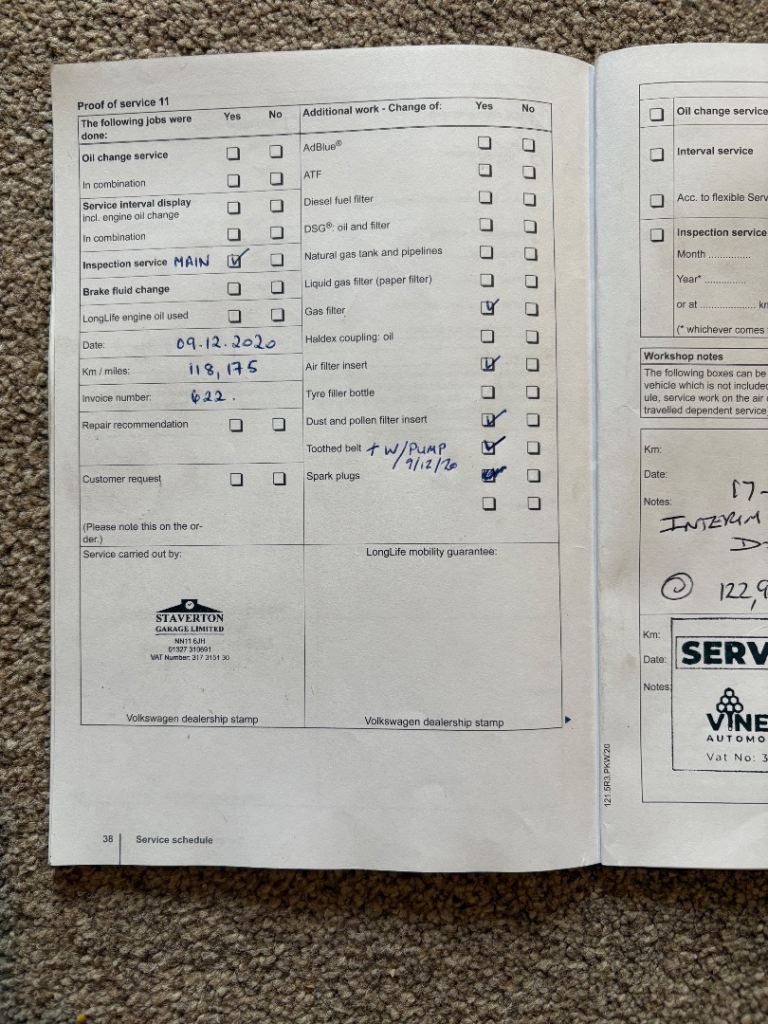 Proof of service 11
The following jobs were done: Yes No
Oil change service
In combination
Service interval display
incl. engine oil change
In combination
Inspection service MAIN
Brake fluid change
LongLife engine oil used
Date: 09.12.2020
Km / miles: 118,175
Invoice number: 622.
Repair recommendation
Customer request
(Please note this on the or-
der.)
Additional work - Change of: Yes No
AdBlue®
ATF
Diesel fuel filter
DSG®: oil and filter
Natural gas tank and pipelines
Liquid gas filter (paper filter)
Gas filter
Haldex coupling: oil
Air filter insert
Tyre filler bottle
Dust and pollen filter insert
Toothed belt + W/PUMP
9/12/20
Spark plugs
Service carried out by:
STAVERTON
GARAGE LIMITED
NN11 6JH
01327 310691
VAT Number: 317 3151 30
Volkswagen dealership stamp
LongLife mobility guarantee:
Volkswagen dealership stamp
38 Service schedule
121.5R3.PKW.20
Oil change service
Interval service
Acc. to flexible Serv
Inspection service
Month ..............
Year* ..............
or at .................... km
(* whichever comes
Workshop notes
The following boxes can be
vehicle which is not included
ule, service work on the air c
travelled dependent service
Km:
Date:
Notes: 17-
INTERIM
@ 122,9
Km:
Date:
Notes:
SERV
VINE
AUTOMO
Vat No: 3